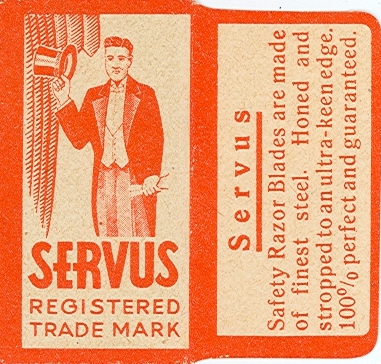 SERVUS
REGISTERED
TRADE MARK
Servus
Safety Razor Blades are made
of finest steel. Honed and
stropped to an ultra-keen edge.
100% perfect and guaranteed.